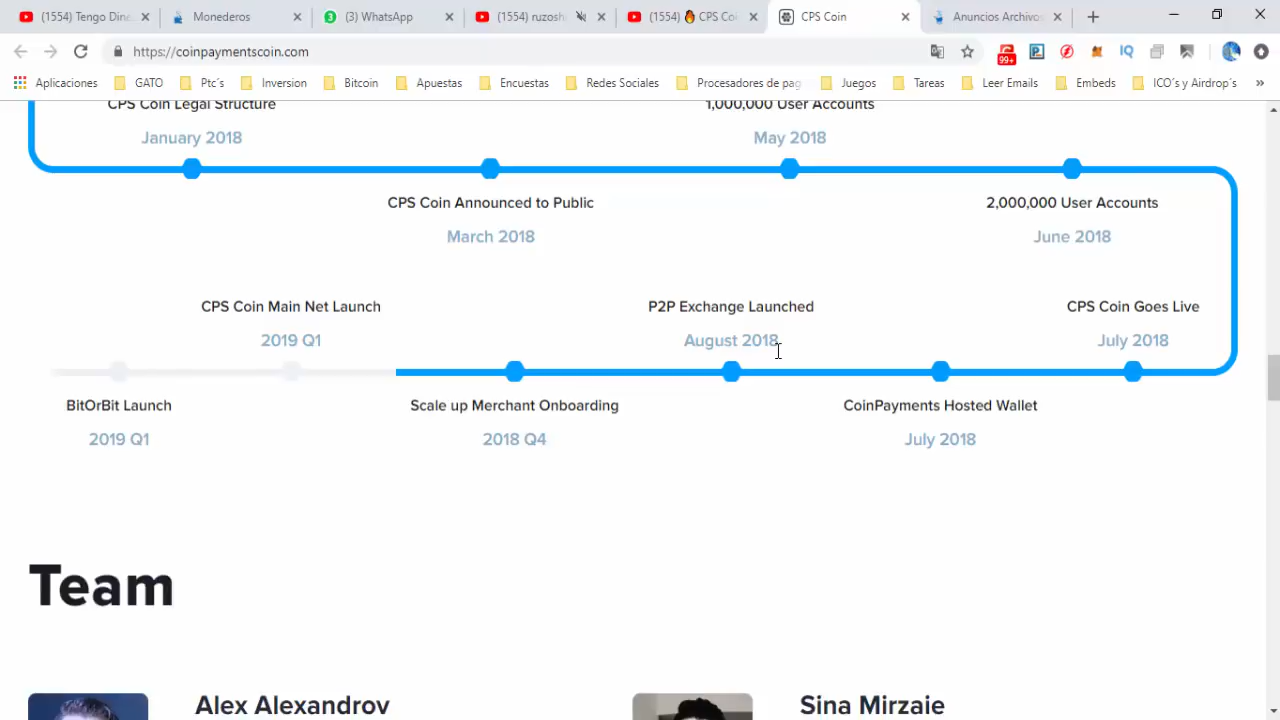 (1554) Tengo Dine
Monederos
(3) WhatsApp
(1554) ruzosh
(1554) 🔥 CPS Co
CPS Coin
Anuncios Archivos
https://coinpaymentscoin.com
99+
IQ
Aplicaciones
GATO
Ptc´s
Inversion
Bitcoin
Apuestas
Encuestas
Redes Sociales
Procesadores de pag
Juegos
Tareas
Leer Emails
Embeds
ICO´s y Airdrop´s
»
CPS Coin Legal Structure
1,000,000 User Accounts
January 2018
May 2018
CPS Coin Announced to Public
2,000,000 User Accounts
March 2018
June 2018
CPS Coin Main Net Launch
P2P Exchange Launched
CPS Coin Goes Live
2019 Q1
August 2018
July 2018
BitOrBit Launch
Scale up Merchant Onboarding
CoinPayments Hosted Wallet
2019 Q1
2018 Q4
July 2018
Team
Alex Alexandrov
Sina Mirzaie